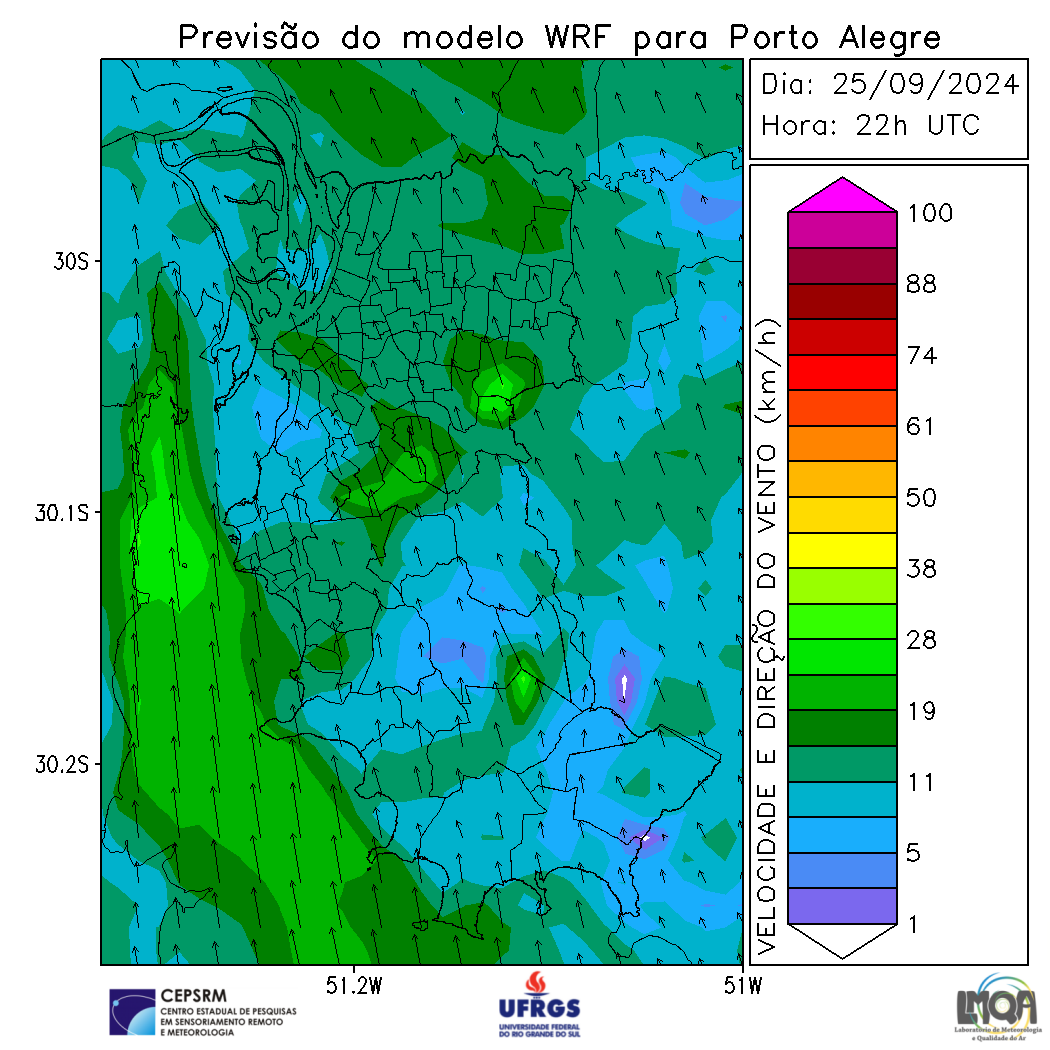 Previsão do modelo WRF para Porto Alegre
Dia: 25/09/2024
Hora: 22h UTC
30S
30.1S
30.2S
51.2W
51W
VELOCIDADE E DIREÇÃO DO VENTO (km/h)
100
88
74
61
50
38
28
19
11
5
1
CEPSRM
CENTRO ESTADUAL DE PESQUISAS
EM SENSORIAMENTO REMOTO
E METEOROLOGIA
UFRGS
UNIVERSIDADE FEDERAL
DO RIO GRANDE DO SUL
LMQA
Laboratório de Meteorologia
e Qualidade do Ar